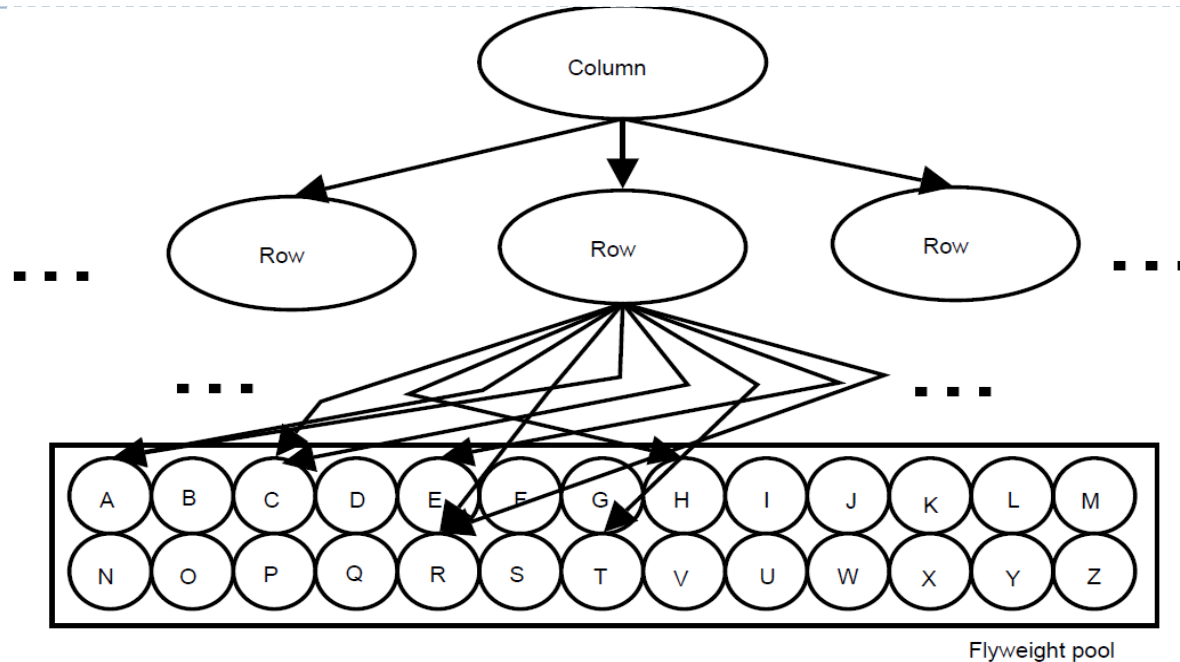 Column
Row Row Row
... ...
... ...
A B C D E F G H I J K L M
N O P Q R S T V U W X Y Z
Flyweight pool